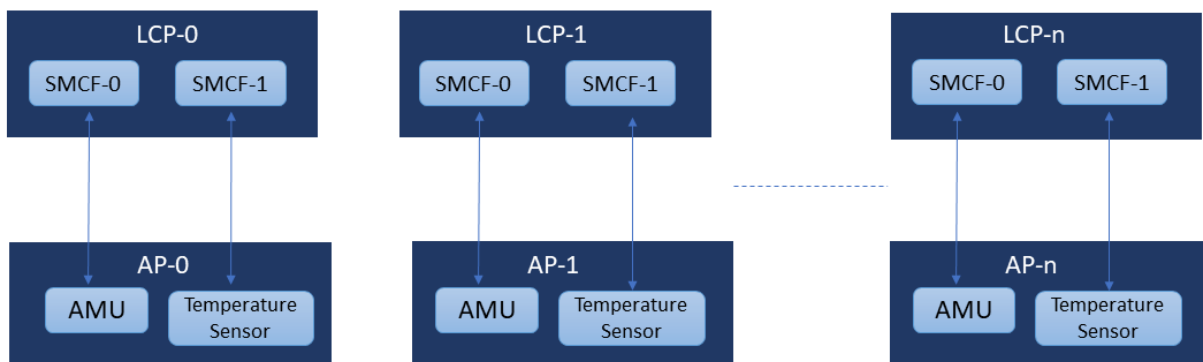 LCP-0
SMCF-0
SMCF-1
LCP-1
SMCF-0
SMCF-1
LCP-n
SMCF-0
SMCF-1
AP-0
AMU
Temperature
Sensor
AP-1
AMU
Temperature
Sensor
AP-n
AMU
Temperature
Sensor